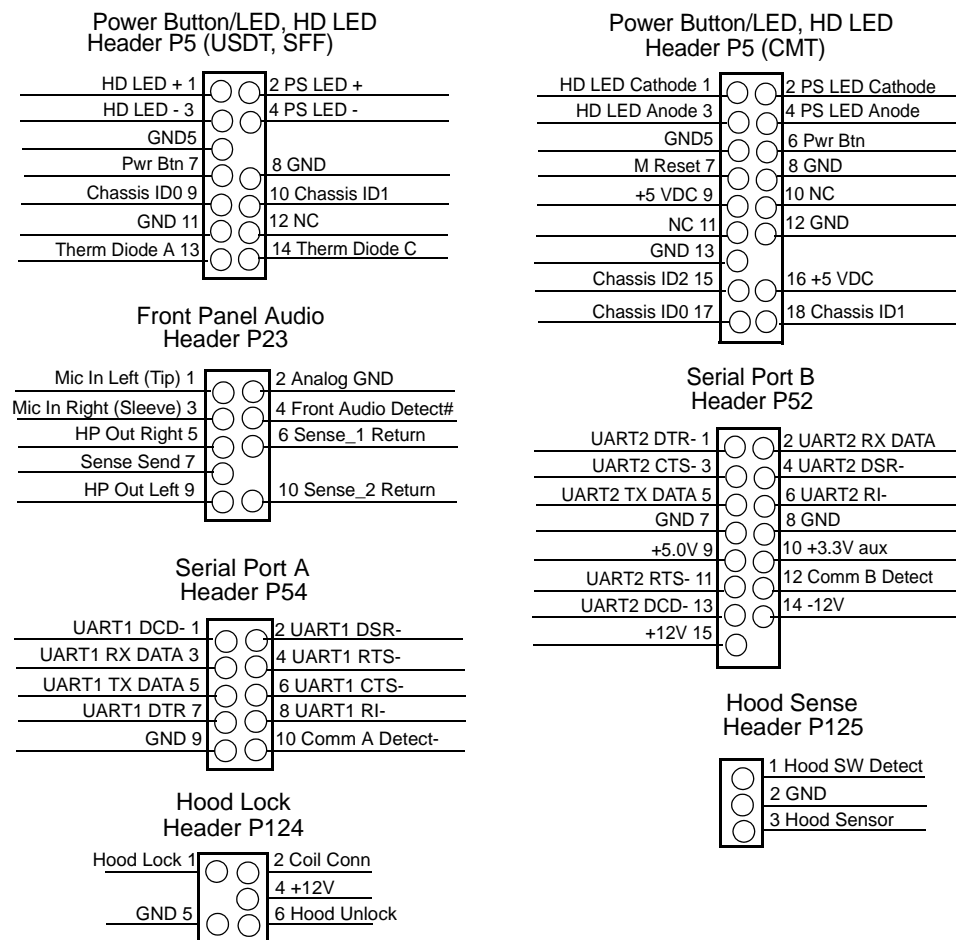 Power Button/LED, HD LED
Header P5 (USDT, SFF)
HD LED + 1
2 PS LED +
HD LED - 3
4 PS LED -
GND5
Pwr Btn 7
8 GND
Chassis ID0 9
10 Chassis ID1
GND 11
12 NC
Therm Diode A 13
14 Therm Diode C
Front Panel Audio
Header P23
Mic In Left (Tip) 1
2 Analog GND
Mic In Right (Sleeve) 3
4 Front Audio Detect#
HP Out Right 5
6 Sense_1 Return
Sense Send 7
HP Out Left 9
10 Sense_2 Return
Serial Port A
Header P54
UART1 DCD- 1
2 UART1 DSR-
UART1 RX DATA 3
4 UART1 RTS-
UART1 TX DATA 5
6 UART1 CTS-
UART1 DTR 7
8 UART1 RI-
GND 9
10 Comm A Detect-
Hood Lock
Header P124
Hood Lock 1
2 Coil Conn
4 +12V
GND 5
6 Hood Unlock
Power Button/LED, HD LED
Header P5 (CMT)
HD LED Cathode 1
2 PS LED Cathode
HD LED Anode 3
4 PS LED Anode
GND5
6 Pwr Btn
M Reset 7
8 GND
+5 VDC 9
10 NC
NC 11
12 GND
GND 13
Chassis ID2 15
16 +5 VDC
Chassis ID0 17
18 Chassis ID1
Serial Port B
Header P52
UART2 DTR- 1
2 UART2 RX DATA
UART2 CTS- 3
4 UART2 DSR-
UART2 TX DATA 5
6 UART2 RI-
GND 7
8 GND
+5.0V 9
10 +3.3V aux
UART2 RTS- 11
12 Comm B Detect
UART2 DCD- 13
14 -12V
+12V 15
Hood Sense
Header P125
1 Hood SW Detect
2 GND
3 Hood Sensor